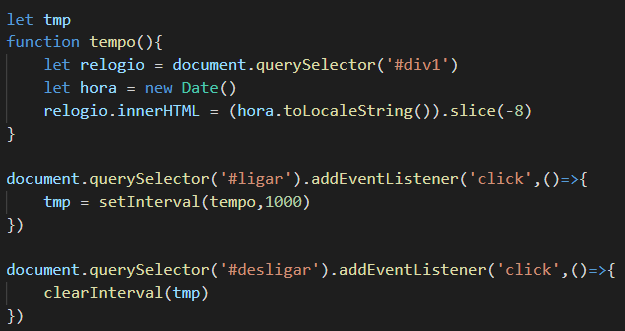 let tmp
function tempo(){
    let relogio = document.querySelector('#div1')
    let hora = new Date()
    relogio.innerHTML = (hora.toLocaleString()).slice(-8)
}

document.querySelector('#ligar').addEventListener('click',()=>{
    tmp = setInterval(tempo,1000)
})

document.querySelector('#desligar').addEventListener('click',()=>{
    clearInterval(tmp)
})